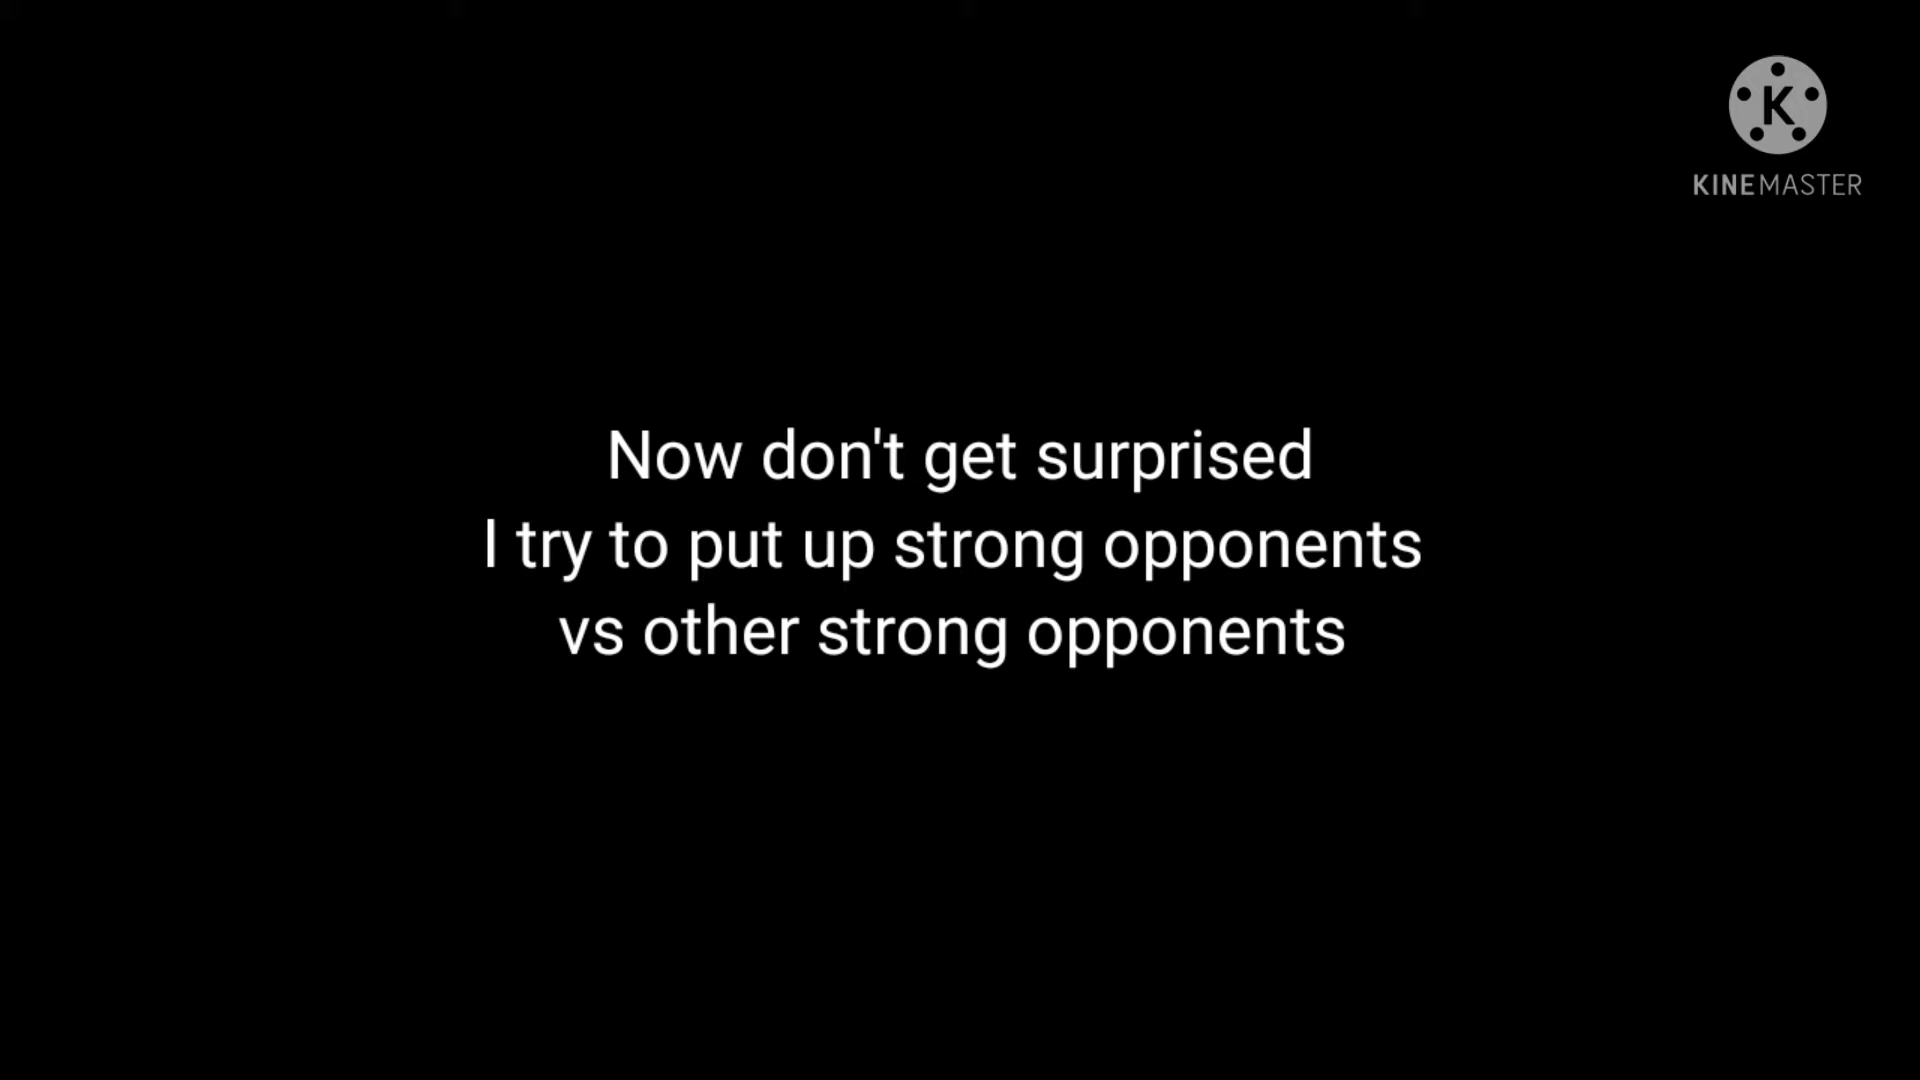 K
KINEMASTER
Now don't get surprised
I try to put up strong opponents
vs other strong opponents